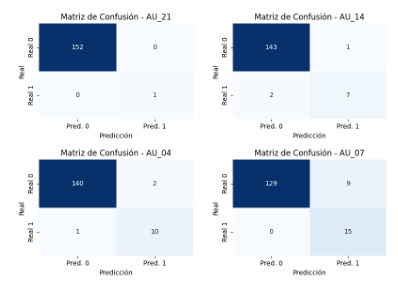 Matriz de Confusión - AU_21
Real 0
152
0
Real
Real 1
0
1
Pred. 0
Pred. 1
Predicción
Matriz de Confusión - AU_14
Real 0
143
1
Real
Real 1
2
7
Pred. 0
Pred. 1
Predicción
Matriz de Confusión - AU_04
Real 0
140
2
Real
Real 1
1
10
Pred. 0
Pred. 1
Predicción
Matriz de Confusión - AU_07
Real 0
129
9
Real
Real 1
0
15
Pred. 0
Pred. 1
Predicción